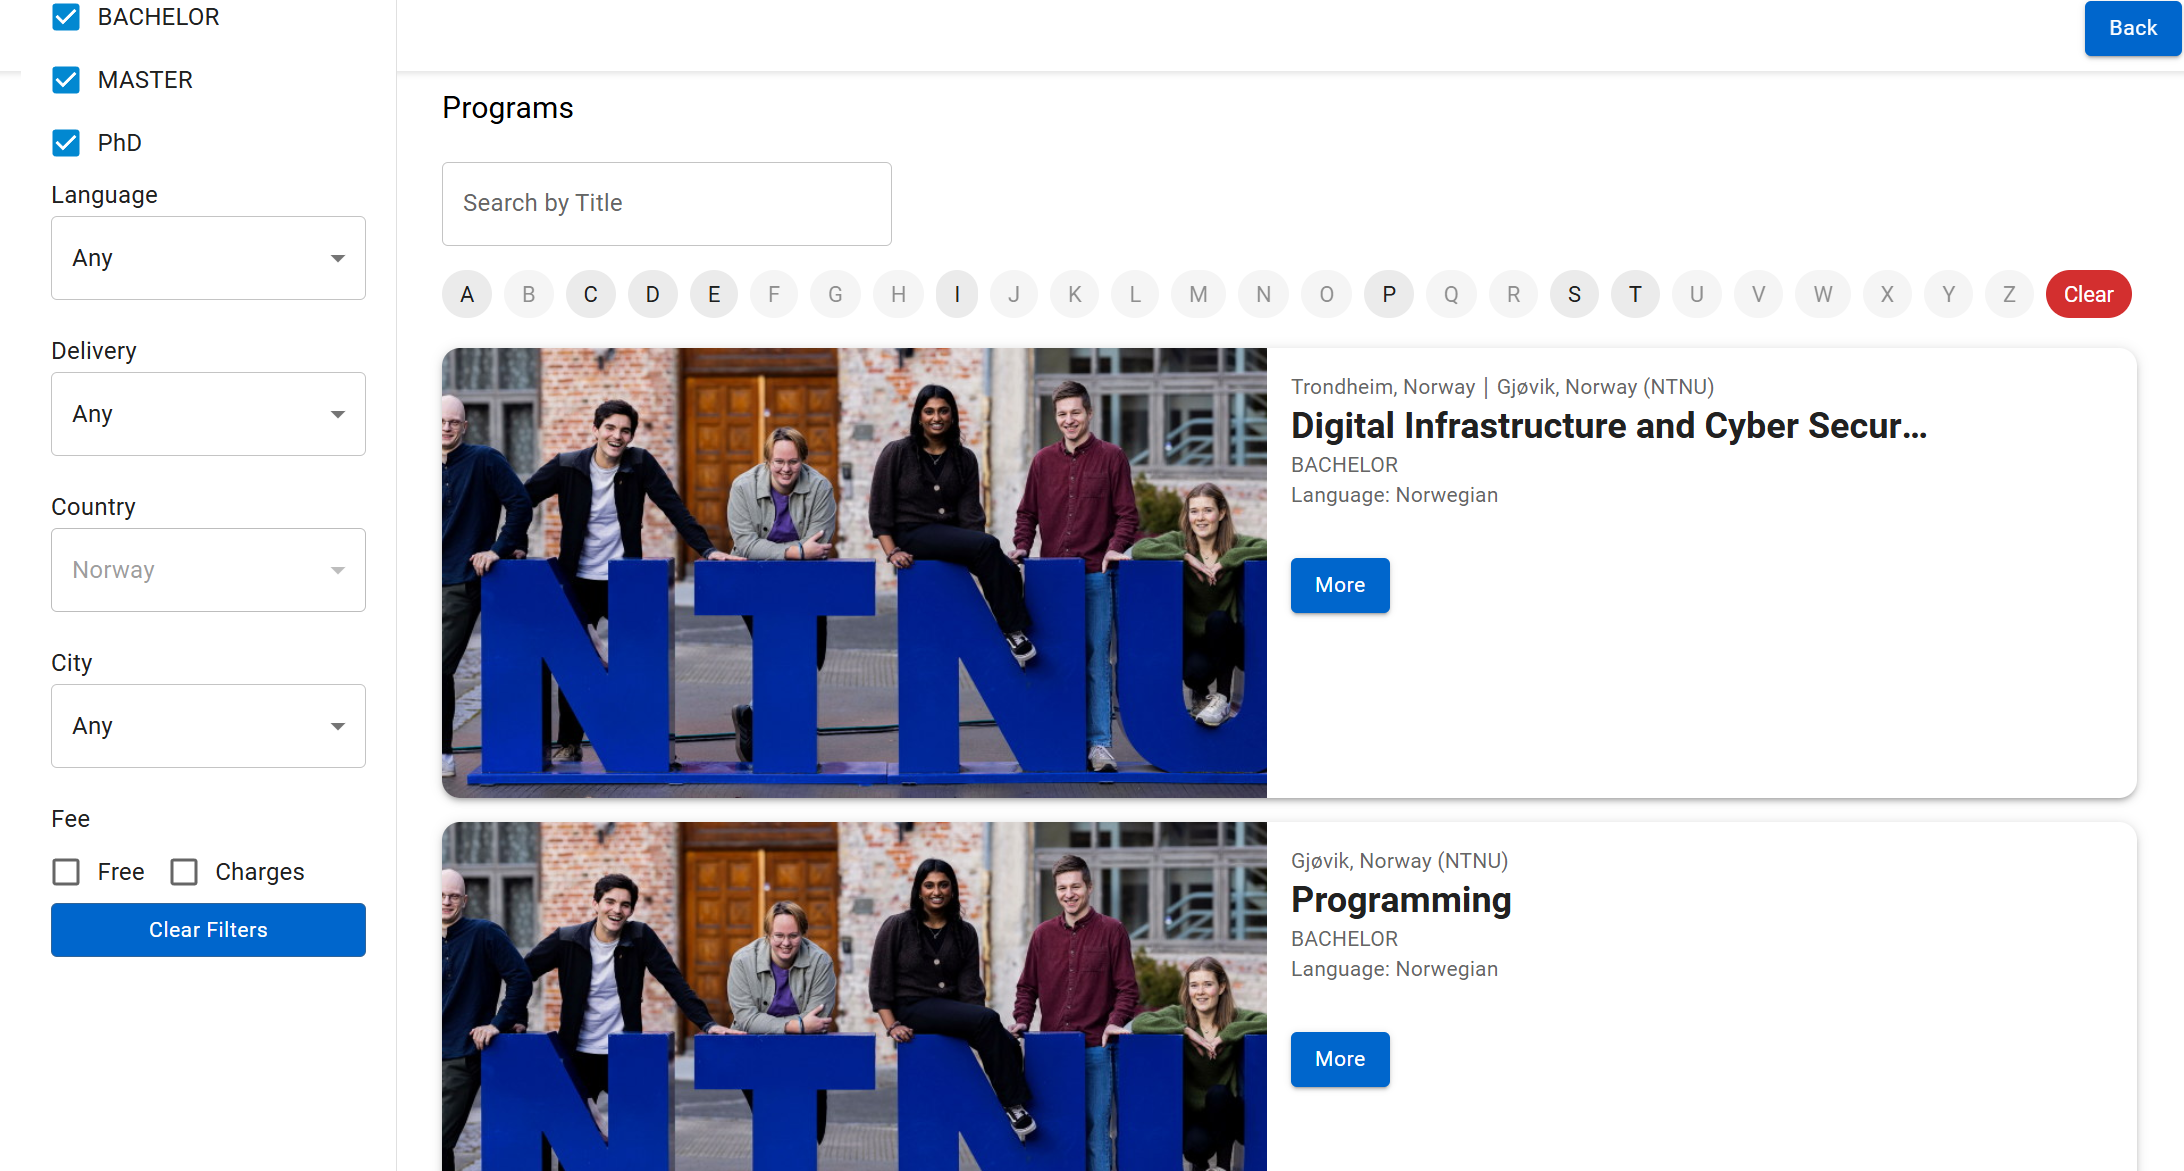 BACHELOR
MASTER
PhD
Language
Any
Delivery
Any
Country
Norway
City
Any
Fee
Free Charges
Clear Filters
Back
Programs
Search by Title
A B C D E F G H I J K L M N O P Q R S T U V W X Y Z Clear
NTNU
Trondheim, Norway | Gjøvik, Norway (NTNU)
Digital Infrastructure and Cyber Secur...
BACHELOR
Language: Norwegian
More
NTNU
Gjøvik, Norway (NTNU)
Programming
BACHELOR
Language: Norwegian
More